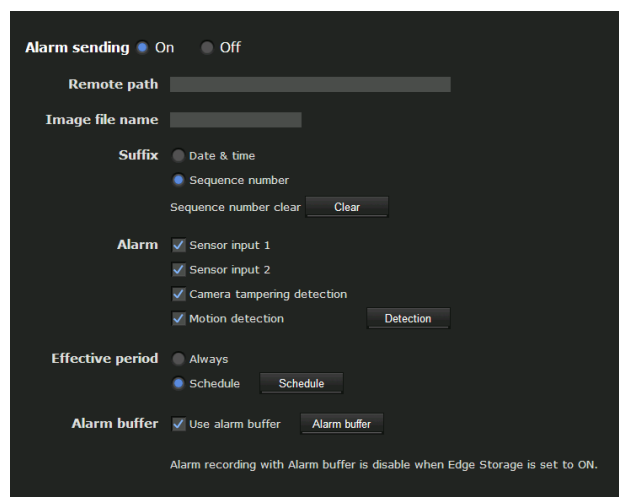 Alarm sending On Off
Remote path
Image file name
Suffix Date & time
Sequence number
Sequence number clear Clear
Alarm Sensor input 1
Sensor input 2
Camera tampering detection
Motion detection Detection
Effective period Always
Schedule Schedule
Alarm buffer Use alarm buffer Alarm buffer
Alarm recording with Alarm buffer is disable when Edge Storage is set to ON.